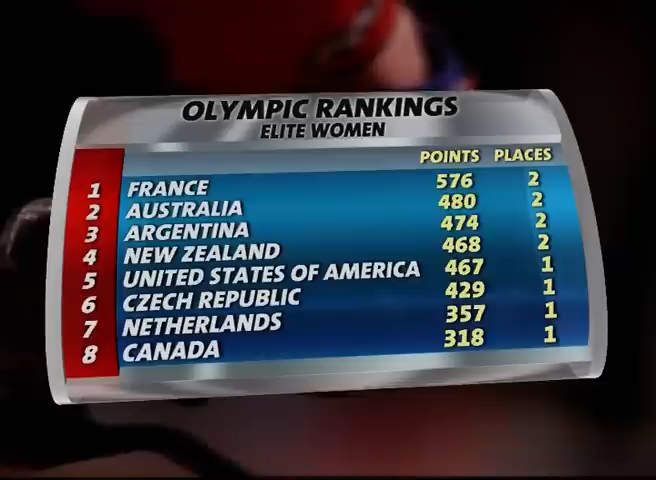 OLYMPIC RANKINGS
ELITE WOMEN
POINTS PLACES
1 FRANCE 576 2
2 AUSTRALIA 480 2
3 ARGENTINA 474 2
4 NEW ZEALAND 468 2
5 UNITED STATES OF AMERICA 467 1
6 CZECH REPUBLIC 429 1
7 NETHERLANDS 357 1
8 CANADA 318 1